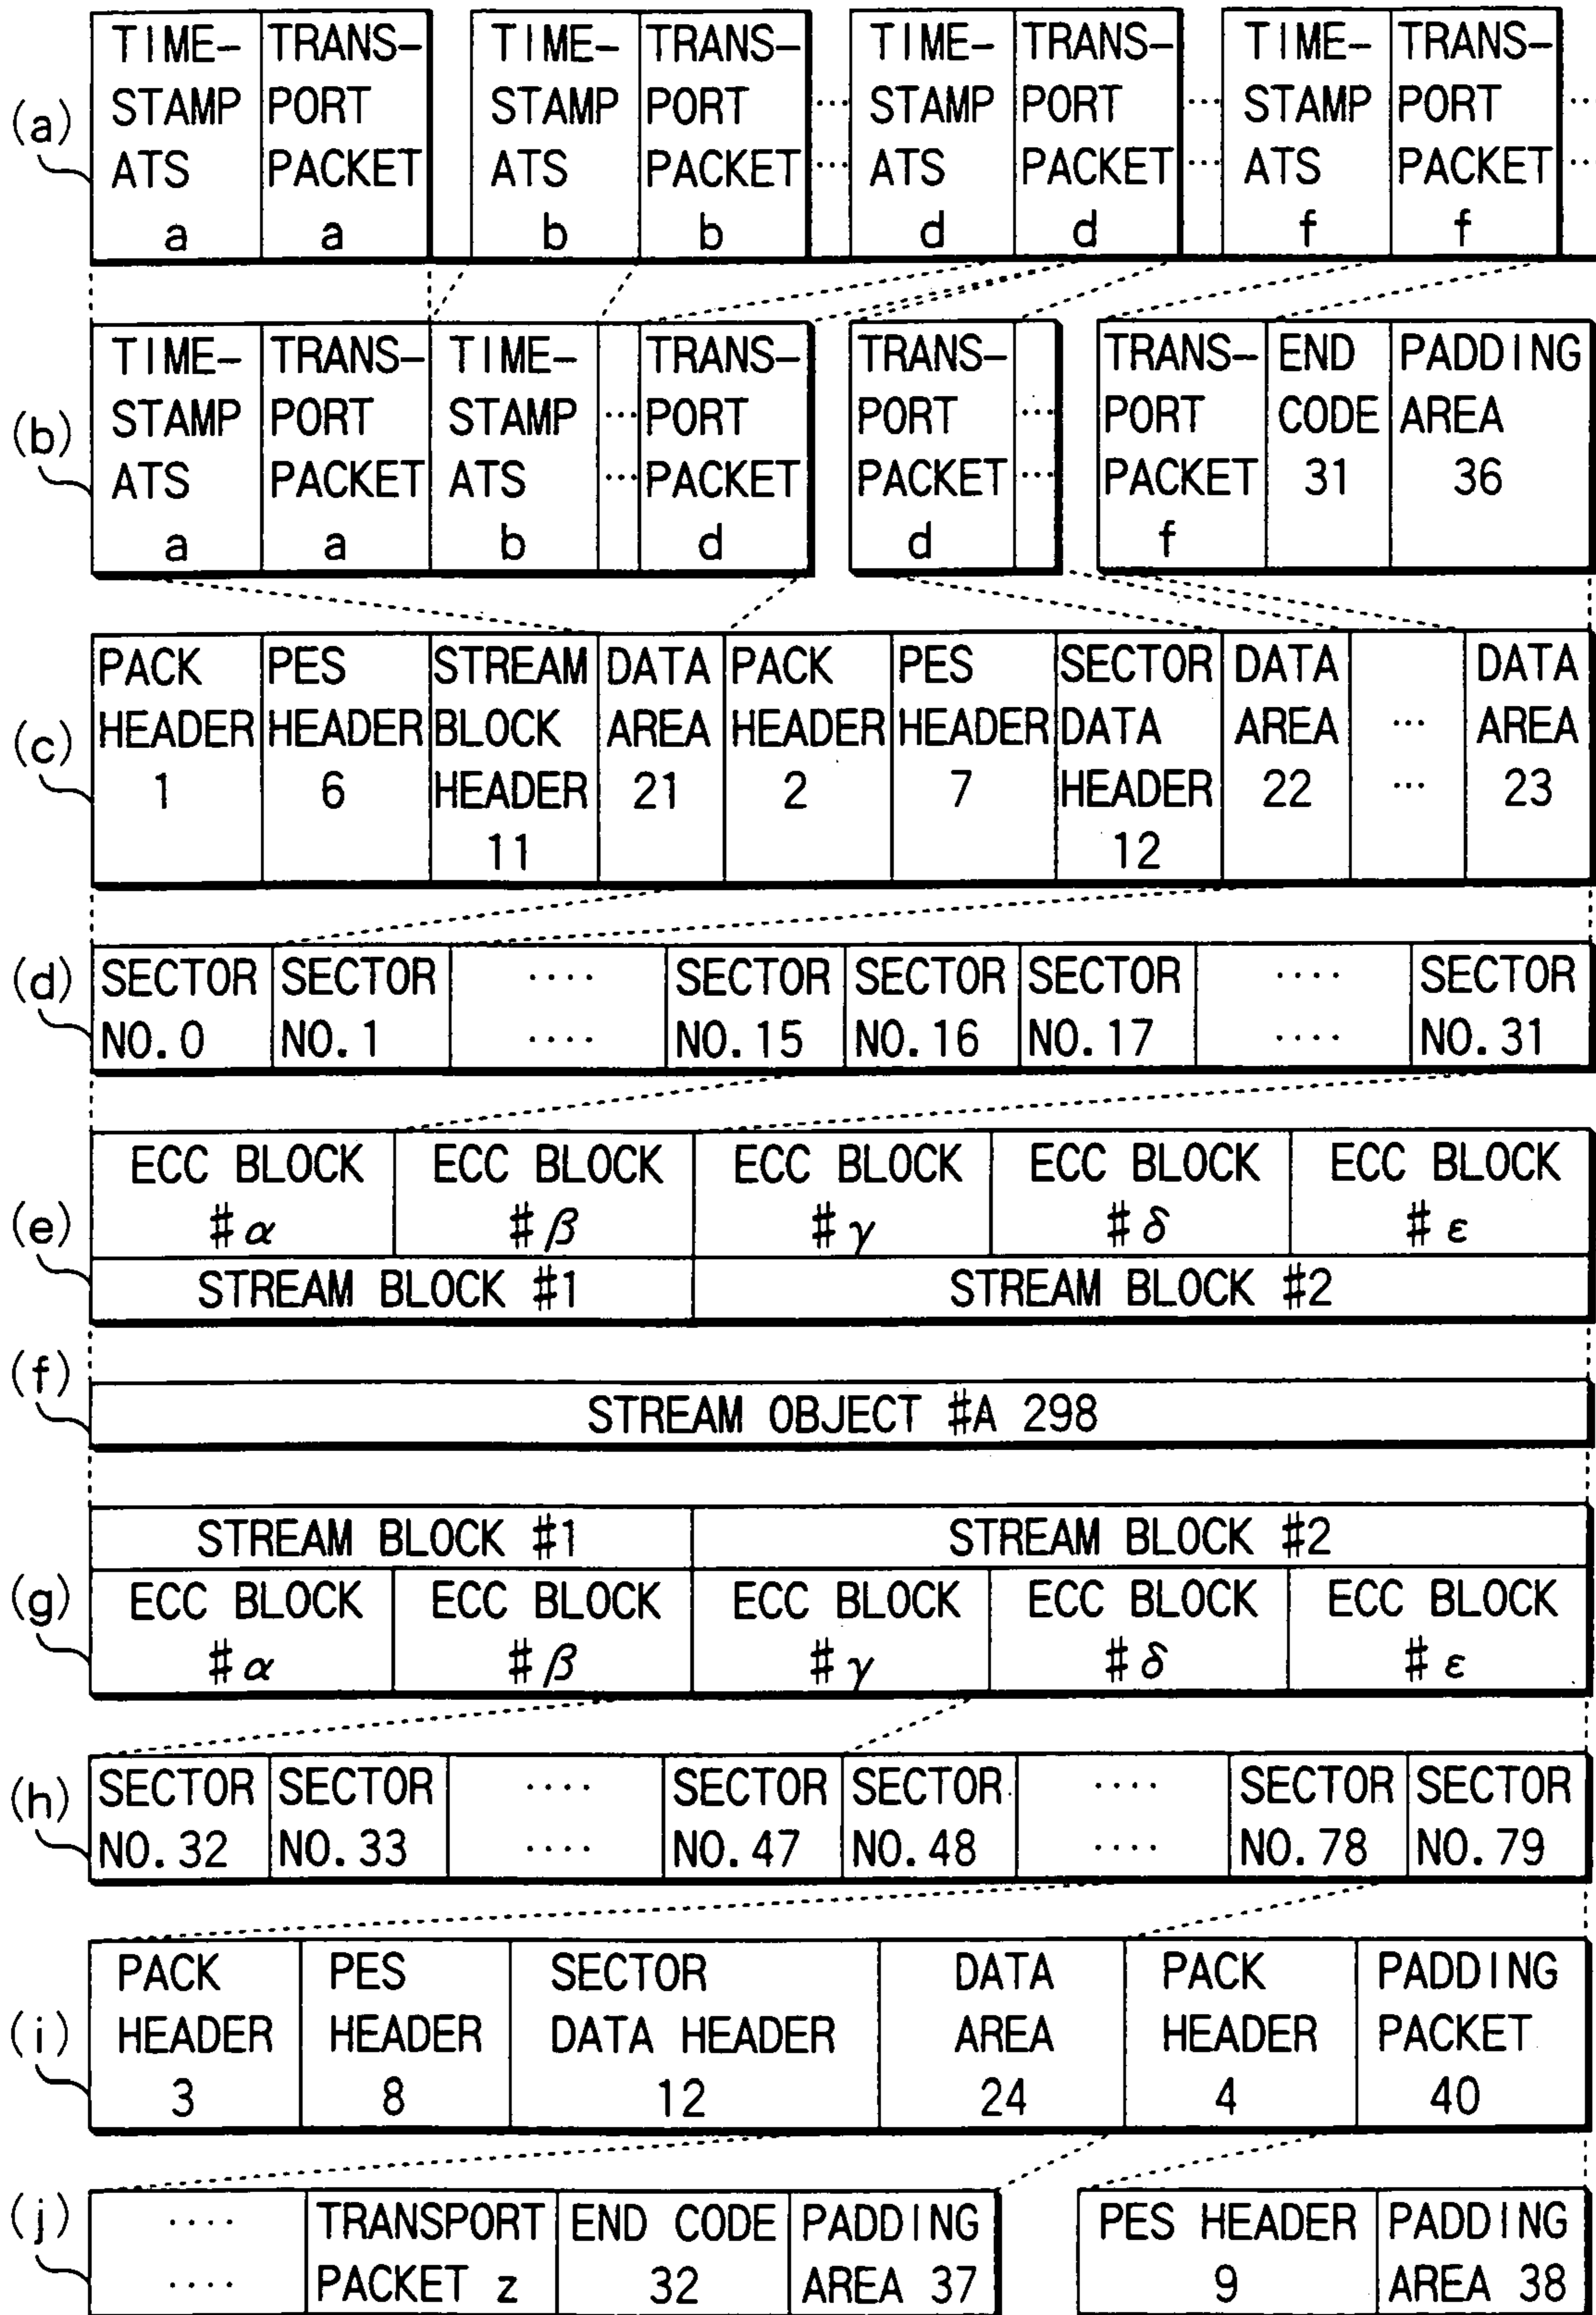 (a)
TIME- TRANS- TIME- TRANS- TIME- TRANS- TIME- TRANS-
STAMP PORT STAMP PORT ... STAMP PORT ... STAMP PORT ...
ATS PACKET ATS PACKET ... ATS PACKET ... ATS PACKET ...
a a b b d d f f
(b)
TIME- TRANS- TIME- TRANS- TRANS- TRANS- END PADDING
STAMP PORT STAMP ... PORT PORT ... PORT CODE AREA
ATS PACKET ATS ... PACKET PACKET ... PACKET 31 36
a a b d d f
(c)
PACK PES STREAM DATA PACK PES SECTOR DATA DATA
HEADER HEADER BLOCK AREA HEADER HEADER DATA AREA ... AREA
1 6 HEADER 21 2 7 HEADER 22 ... 23
11 12
(d)
SECTOR SECTOR .... SECTOR SECTOR SECTOR .... SECTOR
NO. 0 NO. 1 .... NO. 15 NO. 16 NO. 17 .... NO. 31
(e)
ECC BLOCK ECC BLOCK ECC BLOCK ECC BLOCK ECC BLOCK
#α #β #γ #δ #ε
STREAM BLOCK #1 STREAM BLOCK #2
(f)
STREAM OBJECT #A 298
(g)
STREAM BLOCK #1 STREAM BLOCK #2
ECC BLOCK ECC BLOCK ECC BLOCK ECC BLOCK ECC BLOCK
#α #β #γ #δ #ε
(h)
SECTOR SECTOR .... SECTOR SECTOR .... SECTOR SECTOR
NO. 32 NO. 33 .... NO. 47 NO. 48 .... NO. 78 NO. 79
(i)
PACK PES SECTOR DATA PACK PADDING
HEADER HEADER DATA HEADER AREA HEADER PACKET
3 8 12 24 4 40
(j)
.... TRANSPORT END CODE PADDING PES HEADER PADDING
.... PACKET z 32 AREA 37 9 AREA 38